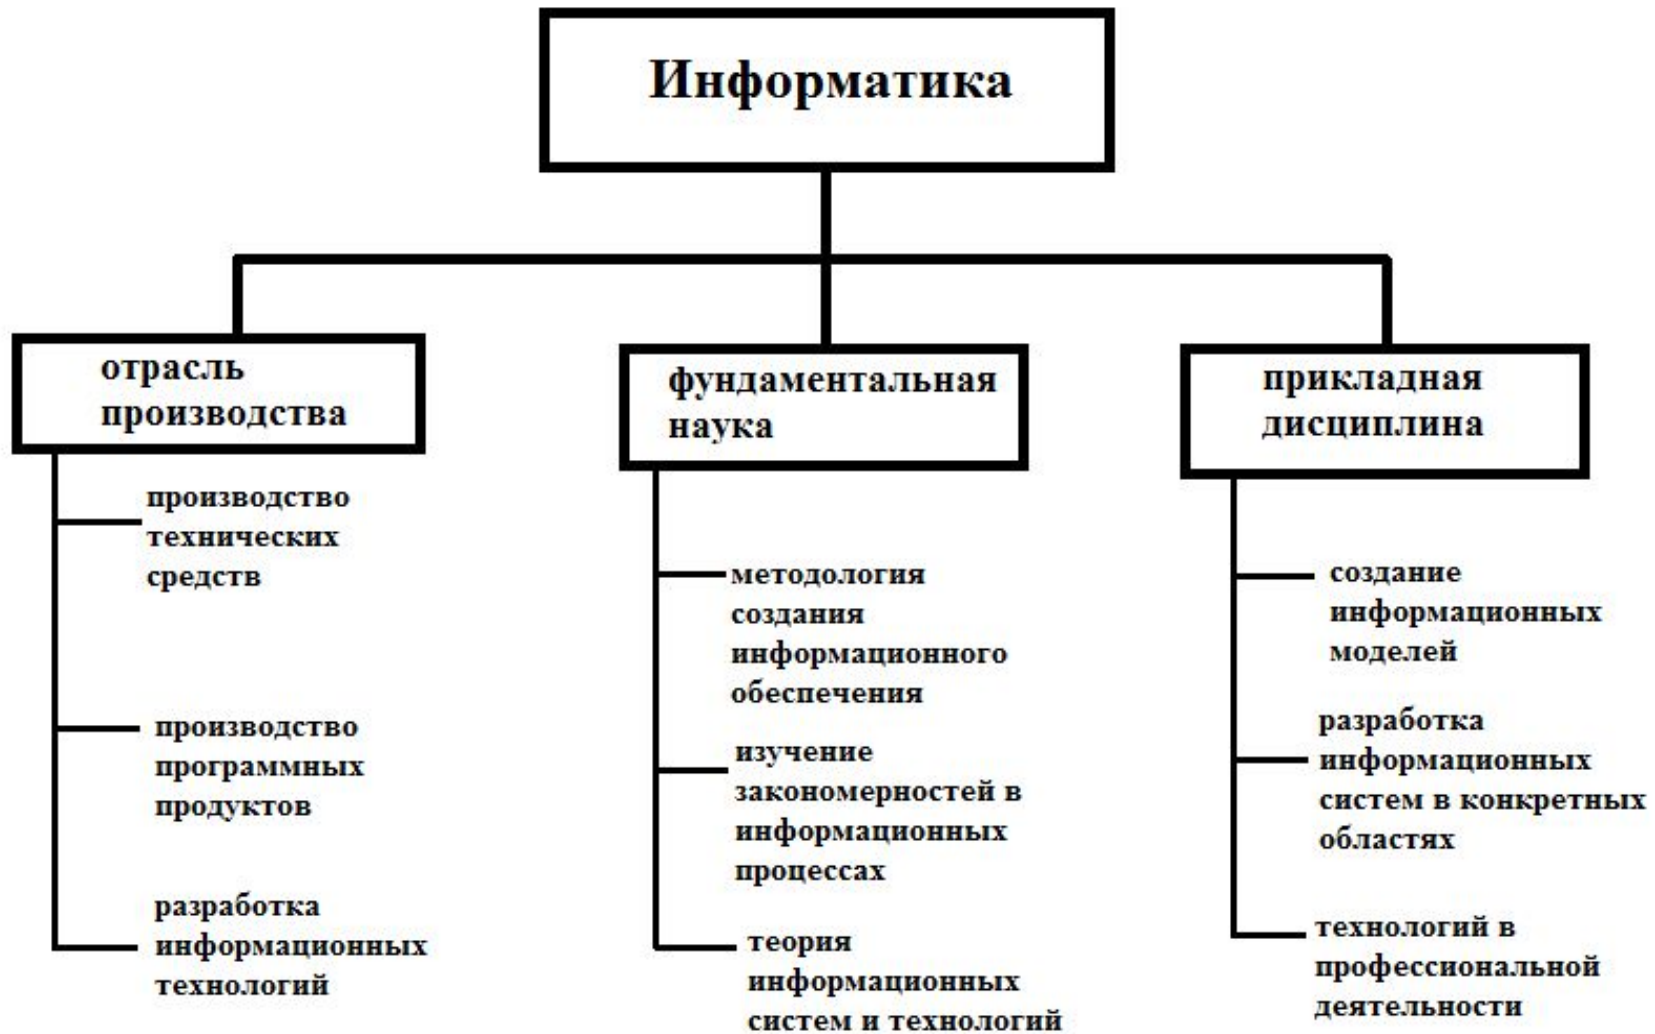 Информатика
отрасль
производства
производство
технических
средств
производство
программных
продуктов
разработка
информационных
технологий
фундаментальная
наука
методология
создания
информационного
обеспечения
изучение
закономерностей в
информационных
процессах
теория
информационных
систем и технологий
прикладная
дисциплина
создание
информационных
моделей
разработка
информационных
систем в конкретных
областях
технологий в
профессиональной
деятельности